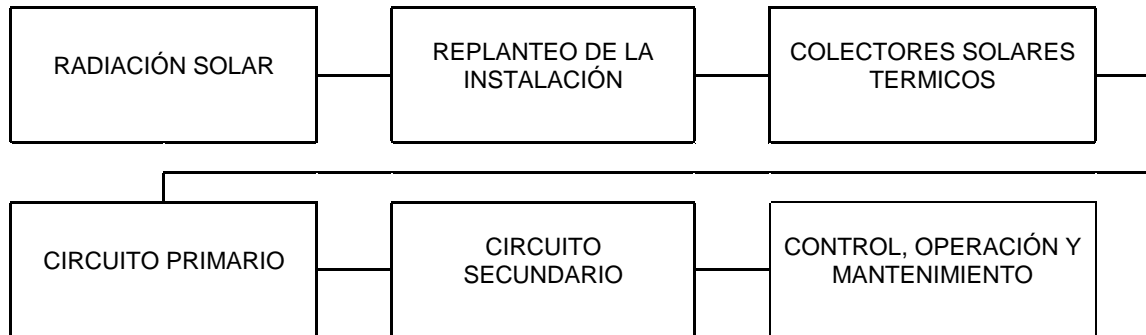 RADIACIÓN SOLAR
REPLANTEO DE LA
INSTALACIÓN
COLECTORES SOLARES
TERMICOS
CIRCUITO PRIMARIO
CIRCUITO
SECUNDARIO
CONTROL, OPERACIÓN Y
MANTENIMIENTO